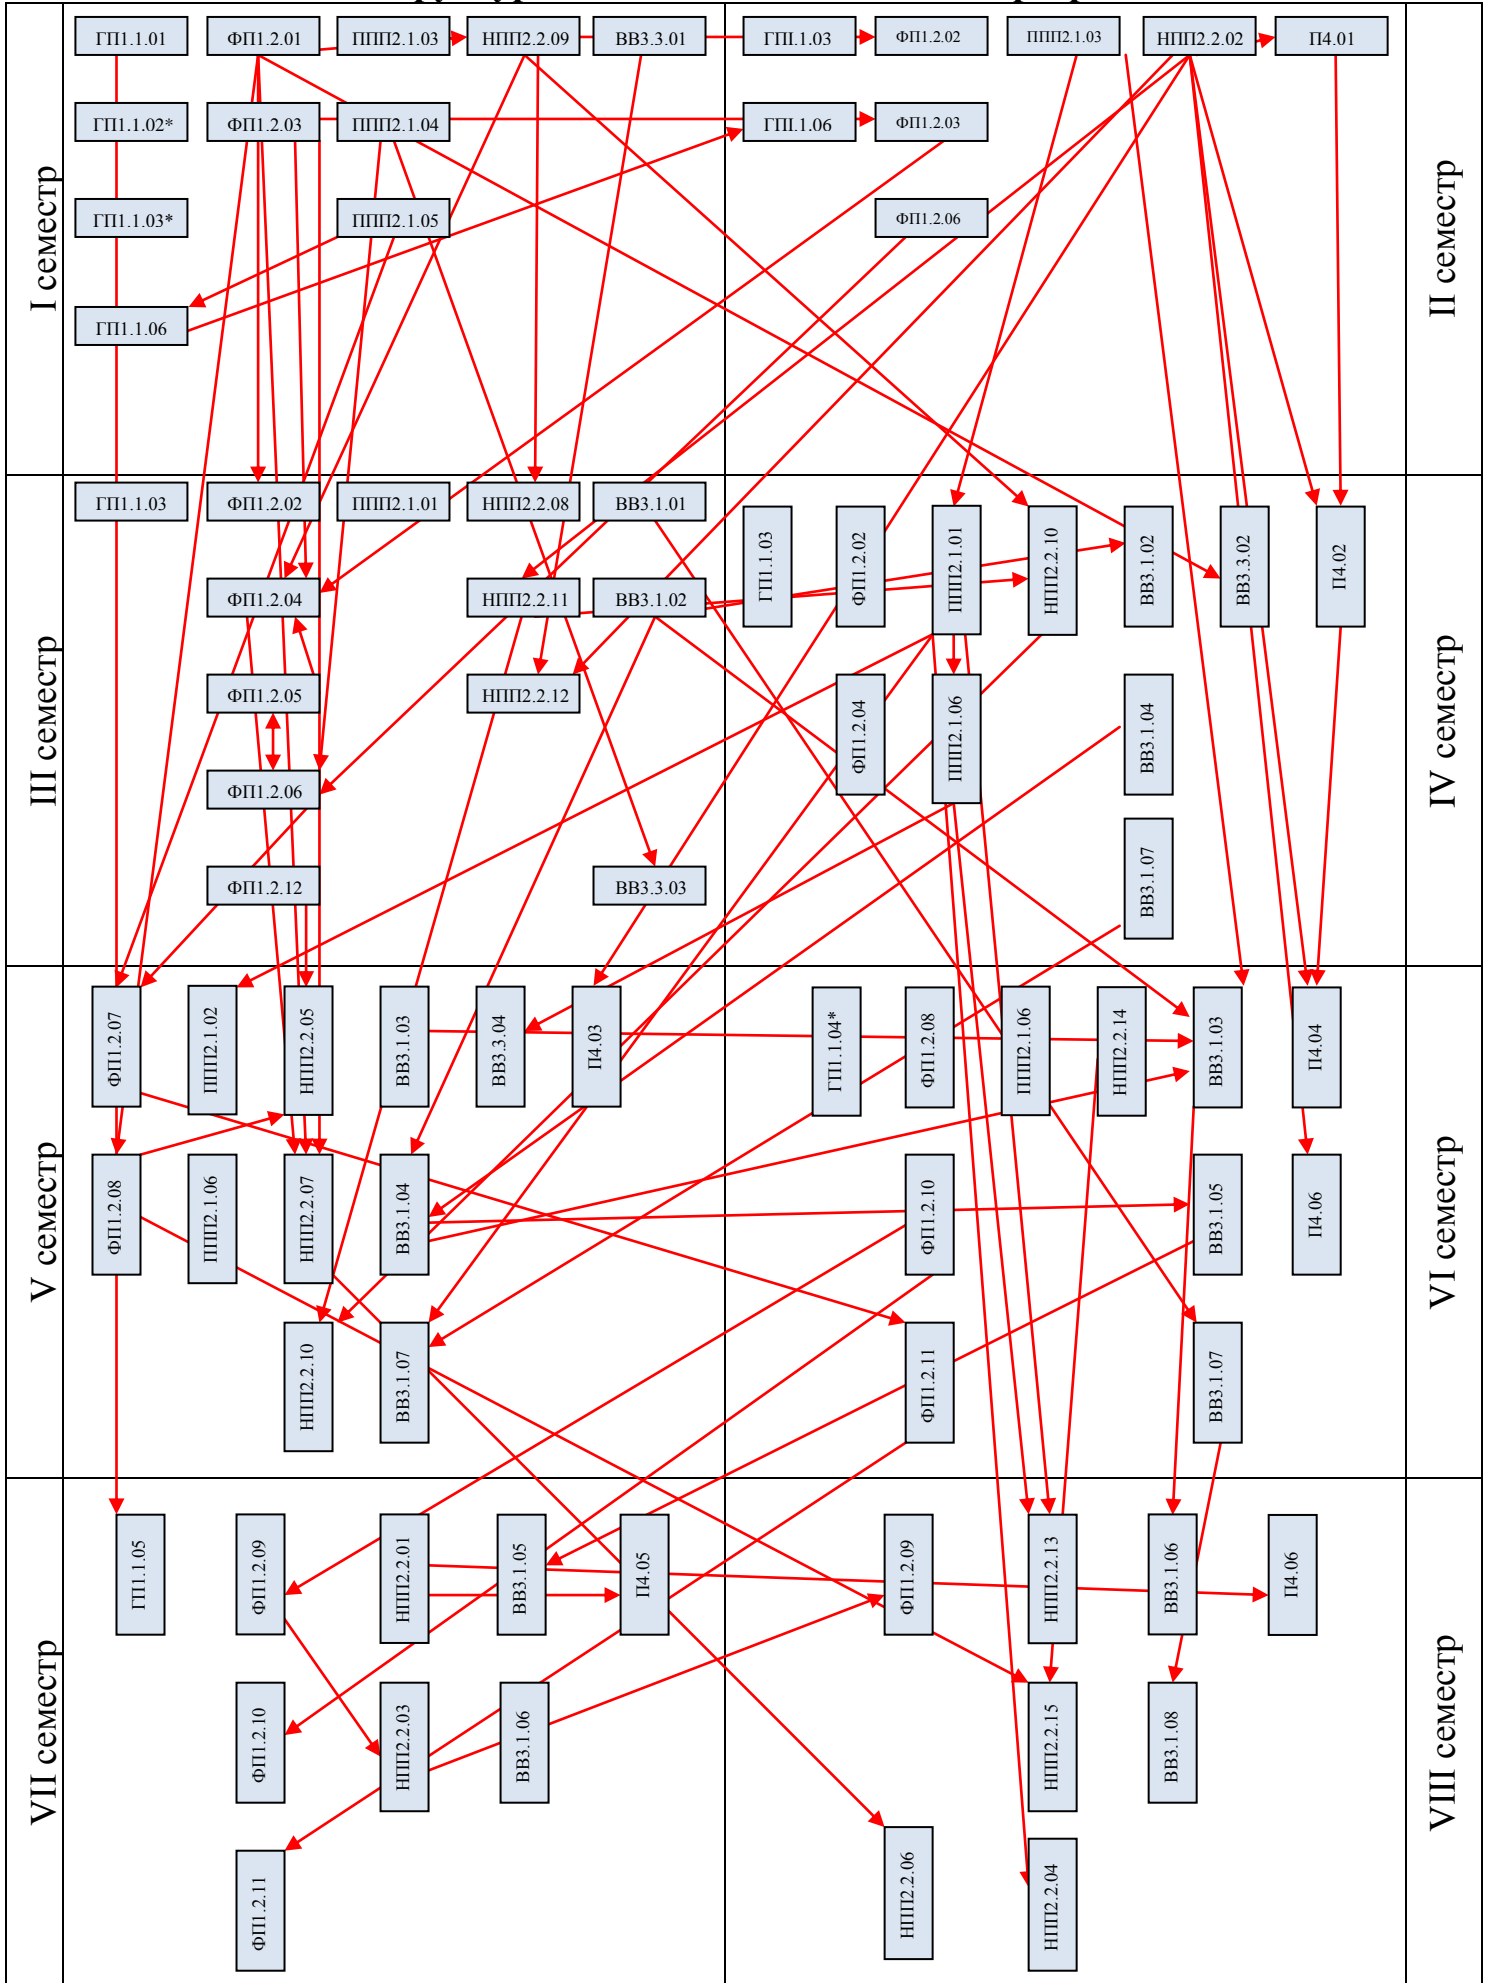 I семестр
ГП1.1.01 ФП1.2.01 ППП2.1.03 НПП2.2.09 ВВ3.3.01
ГП1.1.02* ФП1.2.03 ППП2.1.04
ГП1.1.03* ППП2.1.05
ГП1.1.06
II семестр
ГПI.1.03 ФП1.2.02 ППП2.1.03 НПП2.2.02 П4.01
ГПI.1.06 ФП1.2.03
ФП1.2.06
III семестр
ГП1.1.03 ФП1.2.02 ППП2.1.01 НПП2.2.08 ВВ3.1.01
ФП1.2.04 НПП2.2.11 ВВ3.1.02
ФП1.2.05 НПП2.2.12
ФП1.2.06
ФП1.2.12 ВВ3.3.03
IV семестр
ГП1.1.03 ФП1.2.02 ППП2.1.01 НПП2.2.10 ВВ3.1.02 ВВ3.3.02 П4.02
ФП1.2.04 ППП2.1.06 ВВ3.1.04
ВВ3.1.07
V семестр
ФП1.2.07 ППП2.1.02 НПП2.2.05 ВВ3.1.03 ВВ3.3.04 П4.03
ФП1.2.08 ППП2.1.06 НПП2.2.07 ВВ3.1.04
НПП2.2.10 ВВ3.1.07
VI семестр
ГП1.1.04* ФП1.2.08 ППП2.1.06 НПП2.2.14 ВВ3.1.03 П4.04
ФП1.2.10 ВВ3.1.05 П4.06
ФП1.2.11 ВВ3.1.07
VII семестр
ГП1.1.05 ФП1.2.09 НПП2.2.01 ВВ3.1.05 П4.05
ФП1.2.10 НПП2.2.03 ВВ3.1.06
ФП1.2.11
VIII семестр
ФП1.2.09 НПП2.2.13 ВВ3.1.06 П4.06
НПП2.2.15 ВВ3.1.08
НПП2.2.06 НПП2.2.04